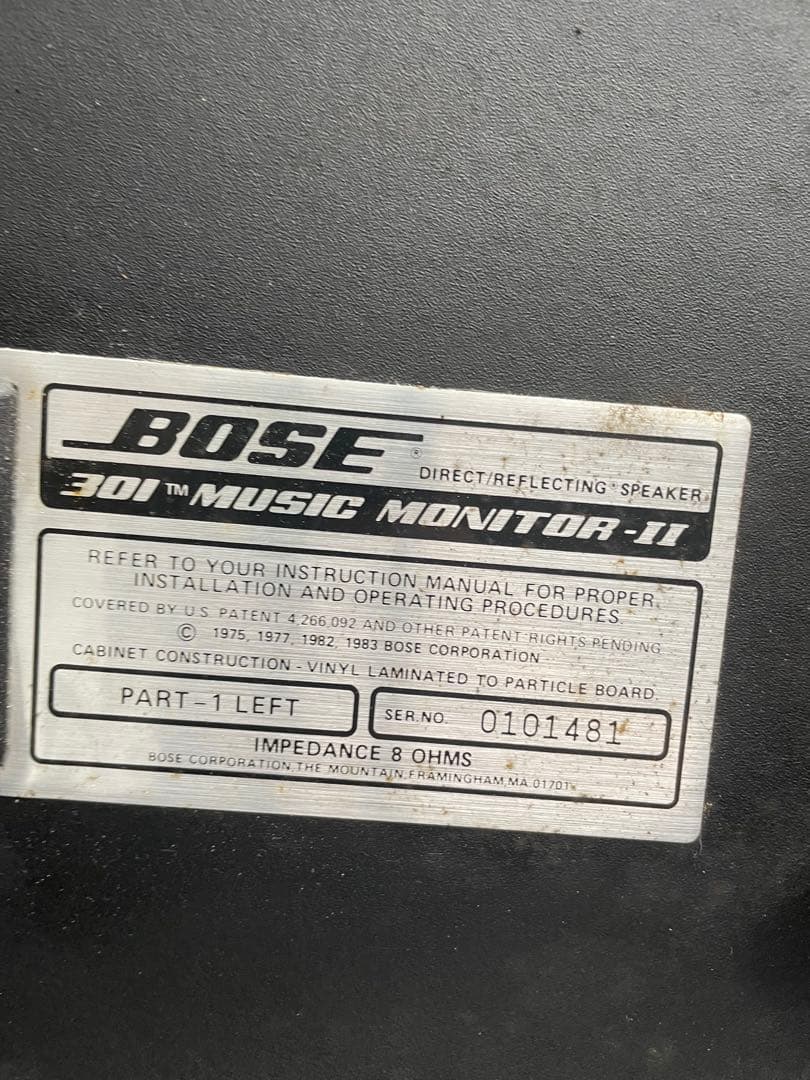 BOSE®
DIRECT/REFLECTING® SPEAKER
301™ MUSIC MONITOR-II
REFER TO YOUR INSTRUCTION MANUAL FOR PROPER
INSTALLATION AND OPERATING PROCEDURES.
COVERED BY U.S. PATENT 4,266,092 AND OTHER PATENT RIGHTS PENDING.
© 1975, 1977, 1982, 1983 BOSE CORPORATION
CABINET CONSTRUCTION - VINYL LAMINATED TO PARTICLE BOARD.
PART-1 LEFT
SER.NO. 0101481
IMPEDANCE 8 OHMS
BOSE CORPORATION, THE MOUNTAIN, FRAMINGHAM, MA 01701